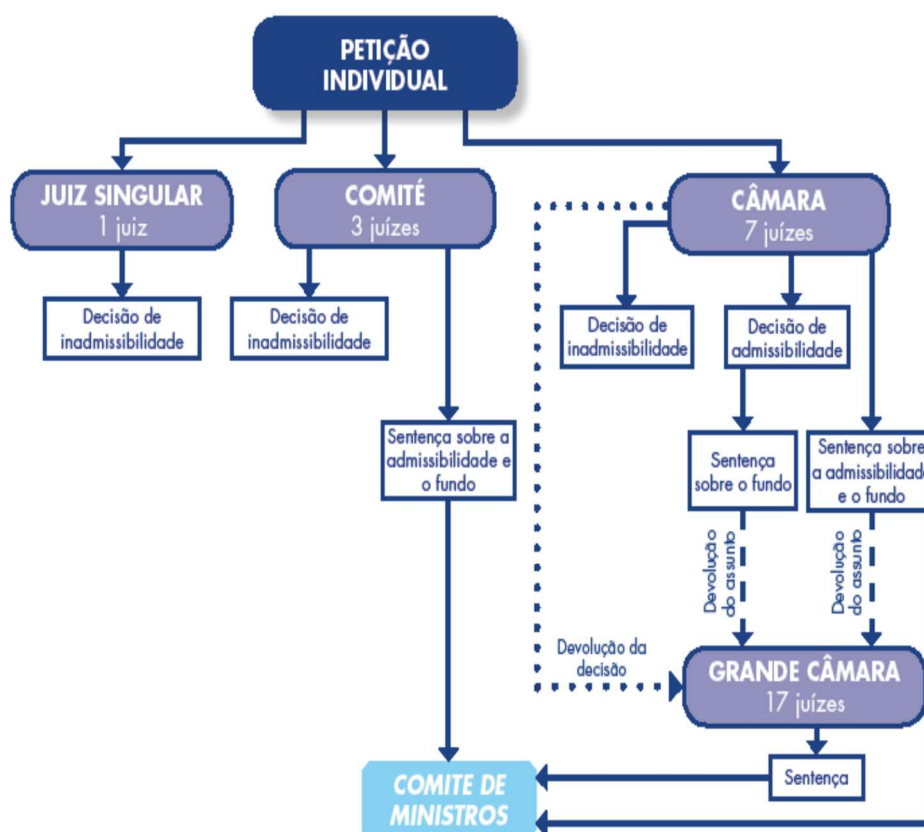 PETIÇÃO
INDIVIDUAL
JUIZ SINGULAR
1 juiz
COMITÉ
3 juízes
CÂMARA
7 juízes
Decisão de
inadmissibilidade
Decisão de
inadmissibilidade
Decisão de
inadmissibilidade
Decisão de
admissibilidade
Sentença sobre a
admissibilidade e
o fundo
Sentença
sobre o fundo
Sentença sobre
a admissibilidade
e o fundo
Devolução
do assunto
Devolução
do assunto
Devolução da
decisão
GRANDE CÂMARA
17 juízes
Sentença
COMITE DE
MINISTROS